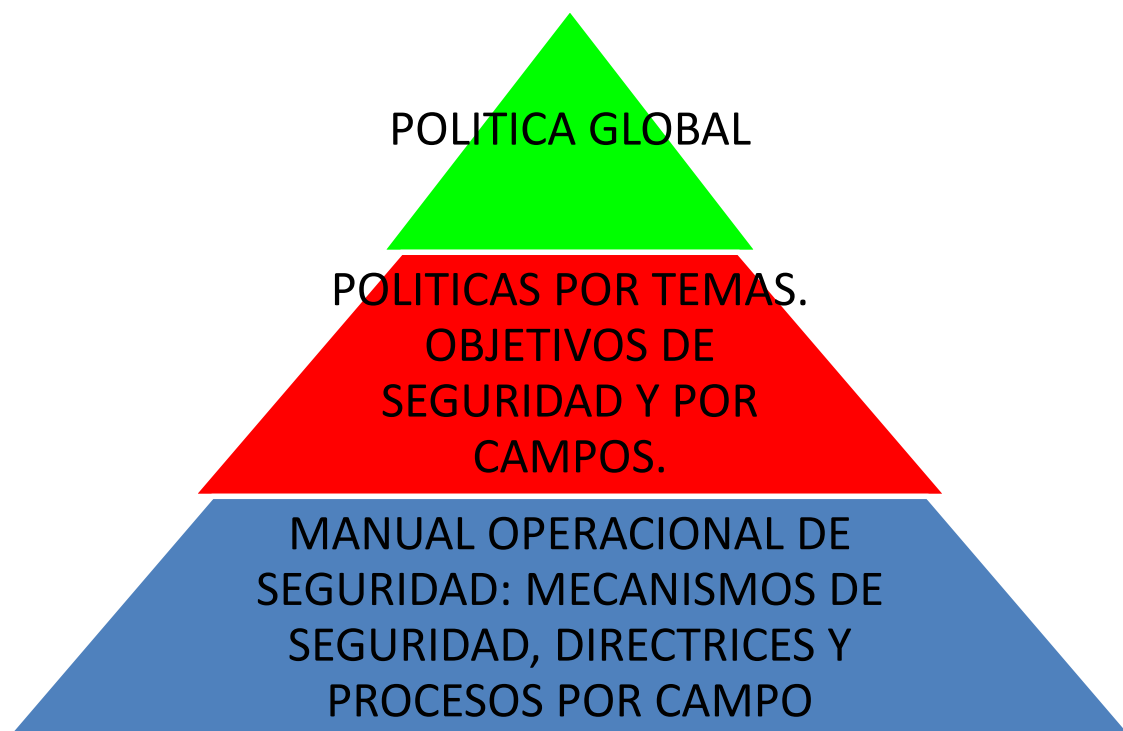 POLITICA GLOBAL
POLITICAS POR TEMAS.
OBJETIVOS DE
SEGURIDAD Y POR
CAMPOS.
MANUAL OPERACIONAL DE
SEGURIDAD: MECANISMOS DE
SEGURIDAD, DIRECTRICES Y
PROCESOS POR CAMPO